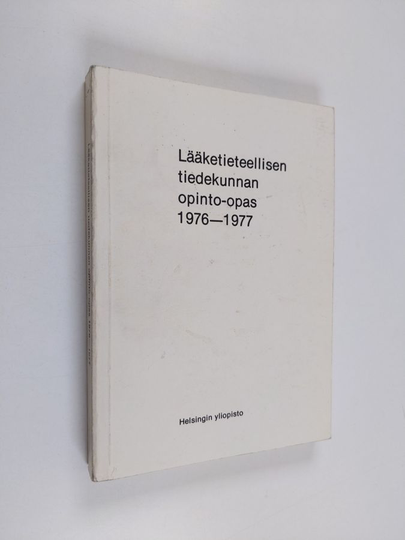 Lääketieteellisen
tiedekunnan
opinto-opas
1976—1977
Helsingin yliopisto